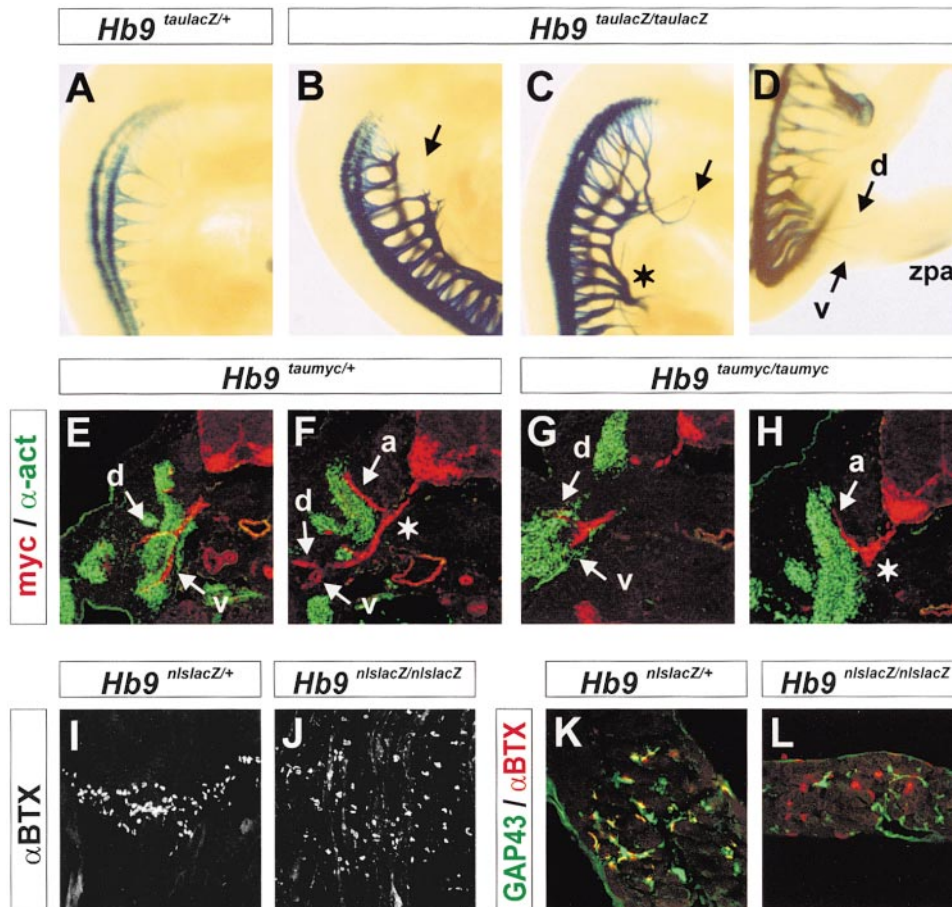 Hb9 taulacZ/+
Hb9 taulacZ/taulacZ
A
B
C
D
d
v
zpa
Hb9 taumyc/+
Hb9 taumyc/taumyc
myc / α-act
E
d
v
F
a
d
v
G
d
v
H
a
Hb9 nlslacZ/+
Hb9 nlslacZ/nlslacZ
Hb9 nlslacZ/+
Hb9 nlslacZ/nlslacZ
αBTX
I
J
GAP43 / αBTX
K
L